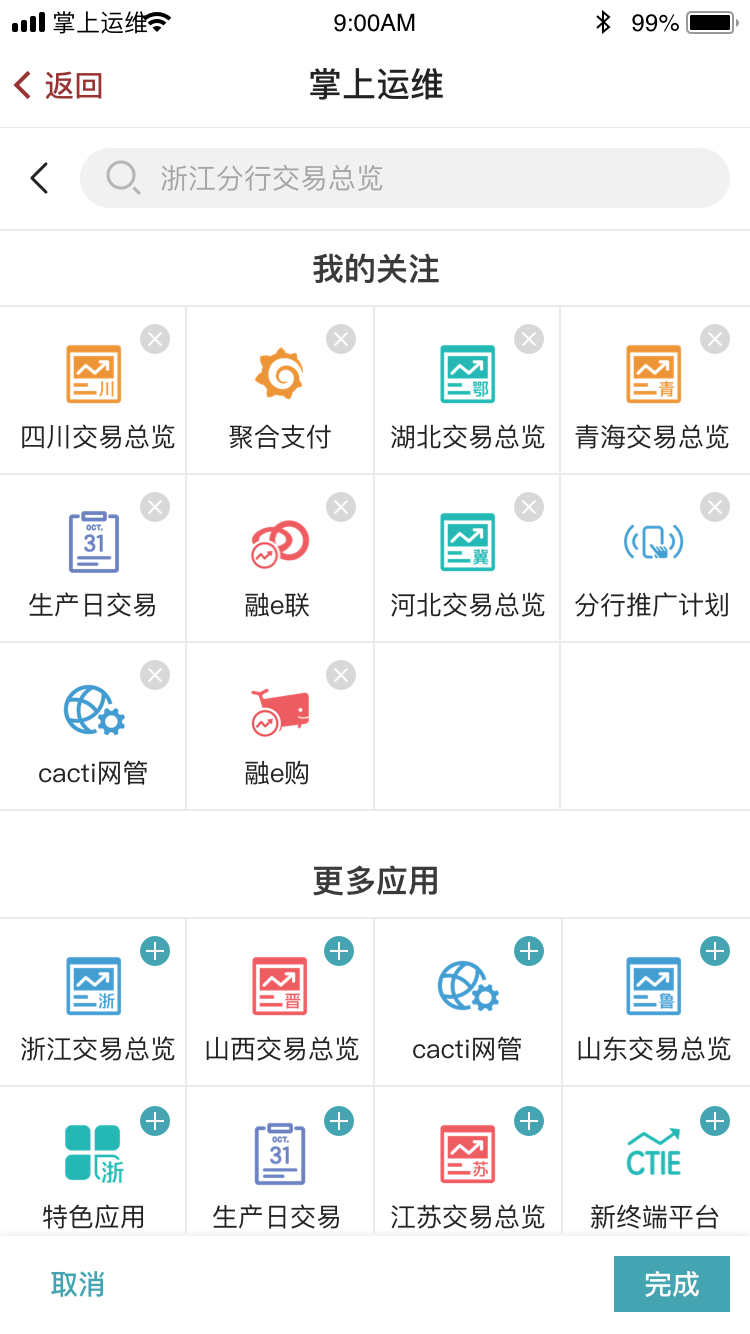 掌上运维 9:00AM 99%
返回 掌上运维
浙江分行交易总览
我的关注
川 鄂 青
四川交易总览 聚合支付 湖北交易总览 青海交易总览
OCT. 31 冀
生产日交易 融e联 河北交易总览 分行推广计划
cacti网管 融e购
更多应用
浙 晋 鲁
浙江交易总览 山西交易总览 cacti网管 山东交易总览
浙 OCT. 31 苏 CTIE
特色应用 生产日交易 江苏交易总览 新终端平台
取消 完成